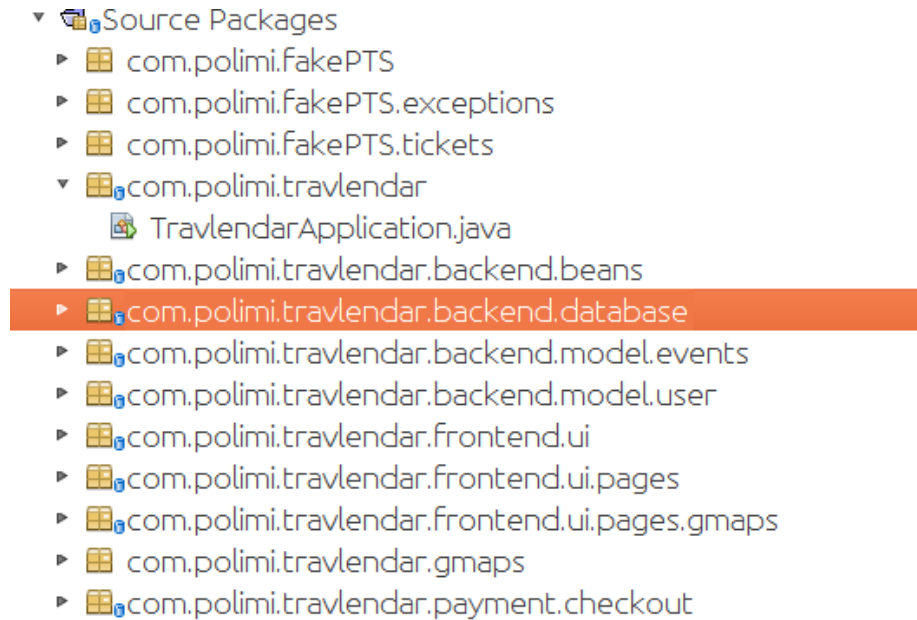 Source Packages
com.polimi.fakePTS
com.polimi.fakePTS.exceptions
com.polimi.fakePTS.tickets
com.polimi.travlendar
TravlendarApplication.java
com.polimi.travlendar.backend.beans
com.polimi.travlendar.backend.database
com.polimi.travlendar.backend.model.events
com.polimi.travlendar.backend.model.user
com.polimi.travlendar.frontend.ui
com.polimi.travlendar.frontend.ui.pages
com.polimi.travlendar.frontend.ui.pages.gmaps
com.polimi.travlendar.gmaps
com.polimi.travlendar.payment.checkout